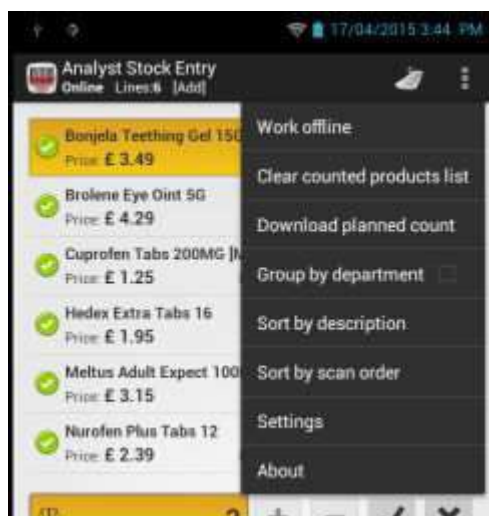 17/04/2015 3:44 PM
Analyst Stock Entry
Online Lines:6 [Add]
Bonjela Teething Gel 15G
Price: £ 3.49
Brolene Eye Oint 5G
Price: £ 4.29
Cuprofen Tabs 200MG [
Price: £ 1.25
Hedex Extra Tabs 16
Price: £ 1.95
Meltus Adult Expect 100
Price: £ 3.15
Nurofen Plus Tabs 12
Price: £ 2.39
Work offline
Clear counted products list
Download planned count
Group by department
Sort by description
Sort by scan order
Settings
About